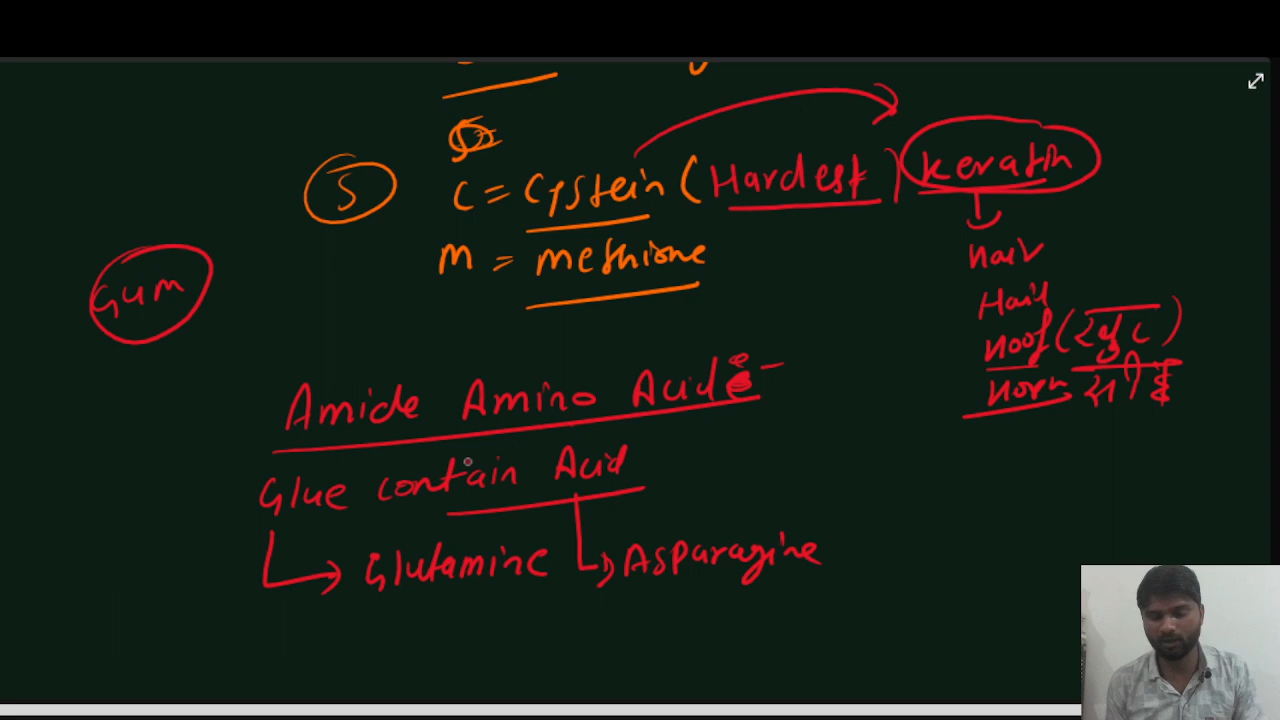 S
C = Cystein (Hardest) Keratin
M = methione
nail
Hair
GUM
hoof
horn
Amide Amino Acid :-
Glue contain Acid
Glutamine
Asparagine